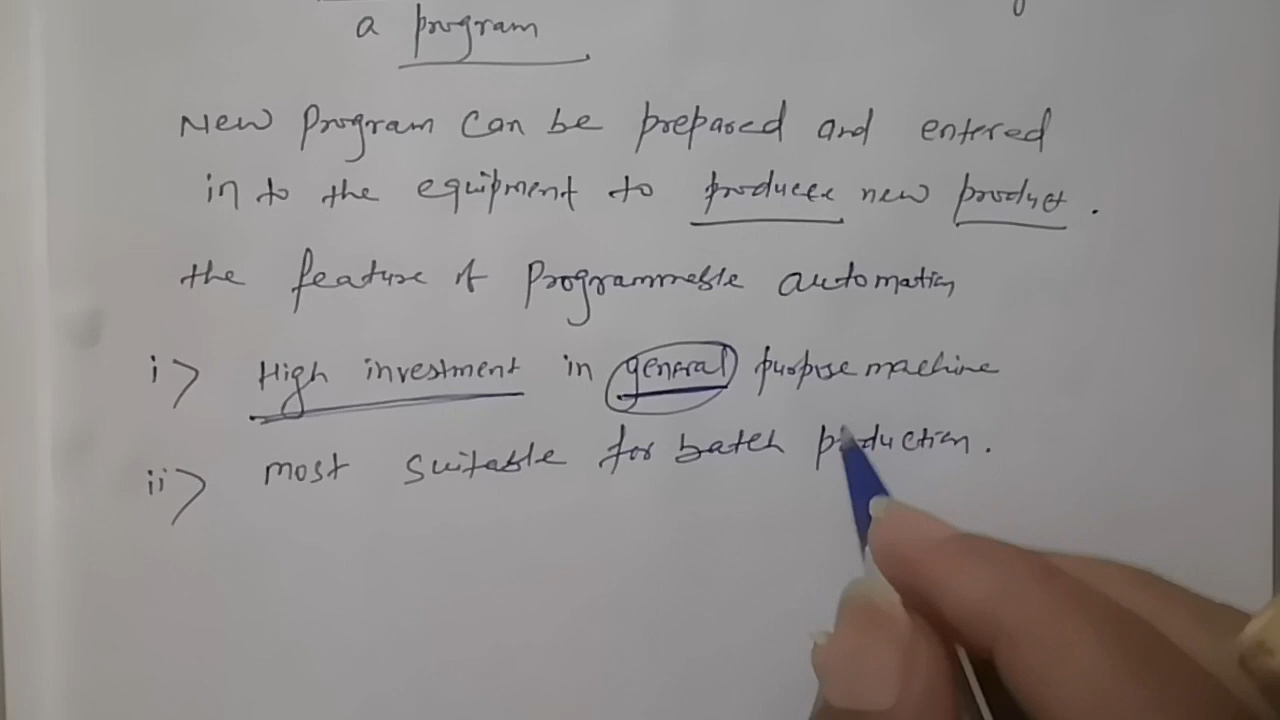 a program
New program can be prepared and entered
in to the equipment to produce new product.
the feature of Programmable automation
i> High investment in general purpose machine
ii> most suitable for batch production.